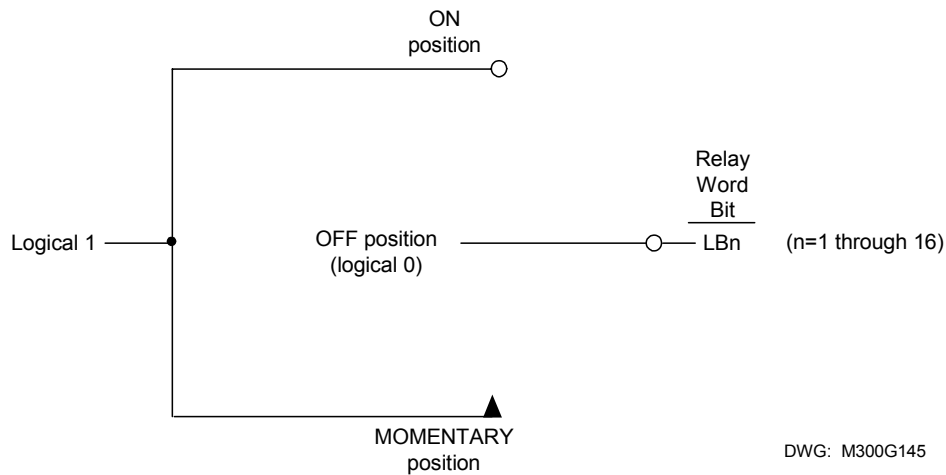 ON
position
Relay
Word
Bit
Logical 1
OFF position
(logical 0)
LBn
(n=1 through 16)
MOMENTARY
position
DWG: M300G145